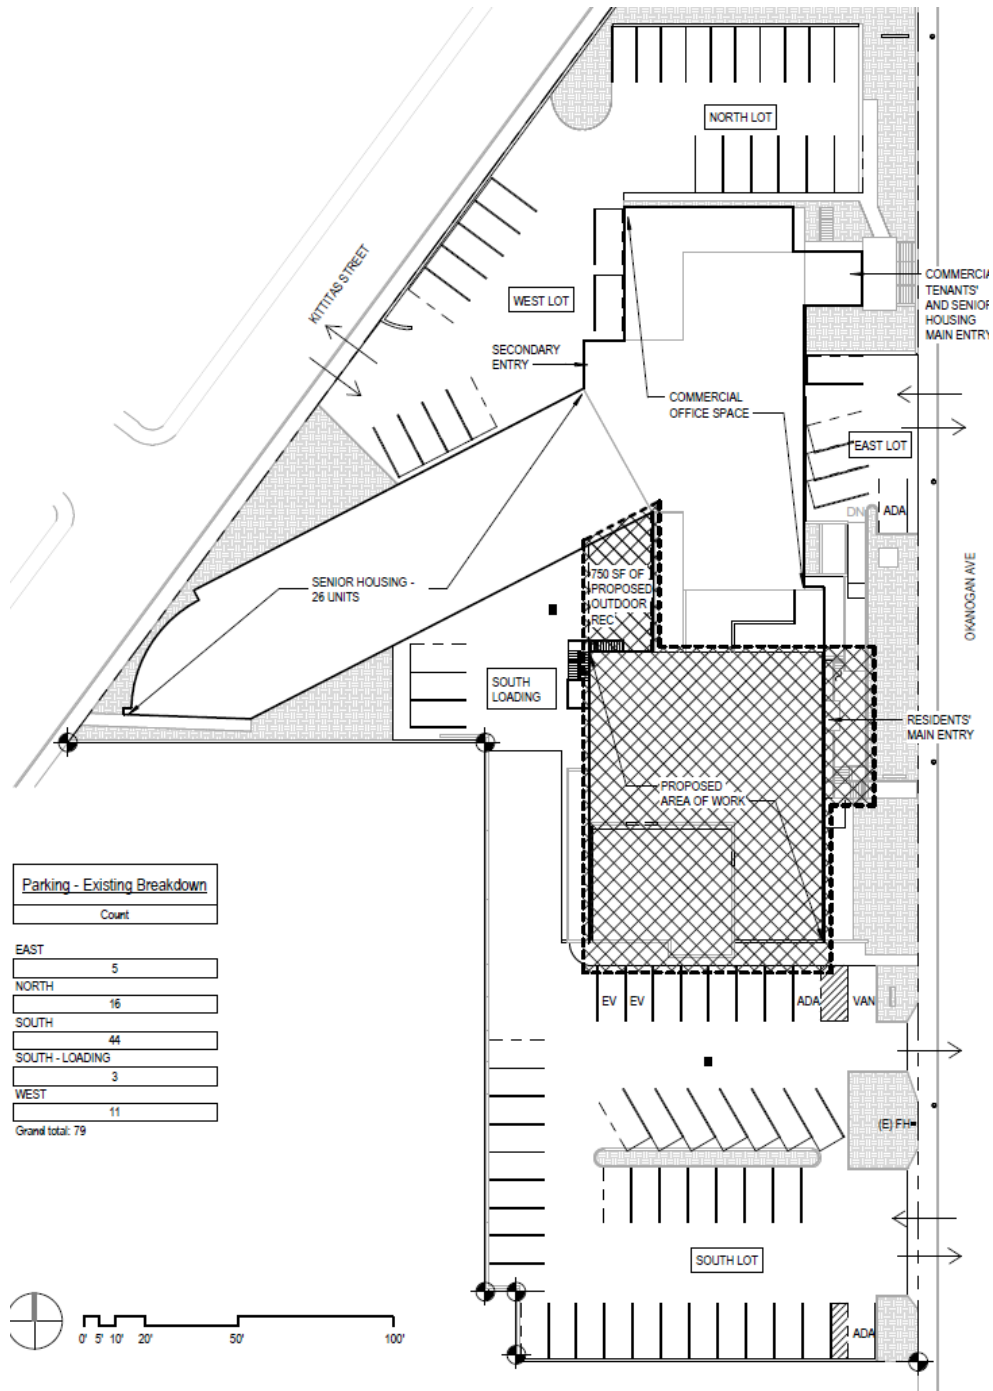 NORTH LOT
KITTITAS STREET
WEST LOT
COMMERCIA
TENANTS'
AND SENIOR
HOUSING
MAIN ENTRY
SECONDARY
ENTRY
COMMERCIAL
OFFICE SPACE
EAST LOT
DN
ADA
OKANOGAN AVE
750 SF OF
PROPOSED
OUTDOOR
REC
SENIOR HOUSING -
26 UNITS
SOUTH
LOADING
RESIDENTS'
MAIN ENTRY
PROPOSED
AREA OF WORK
Parking - Existing Breakdown
Count
EAST
5
NORTH
16
SOUTH
44
SOUTH - LOADING
3
WEST
11
Grand total: 79
EV
EV
ADA
VAN
(E) FH
SOUTH LOT
ADA
0' 5' 10' 20' 50' 100'